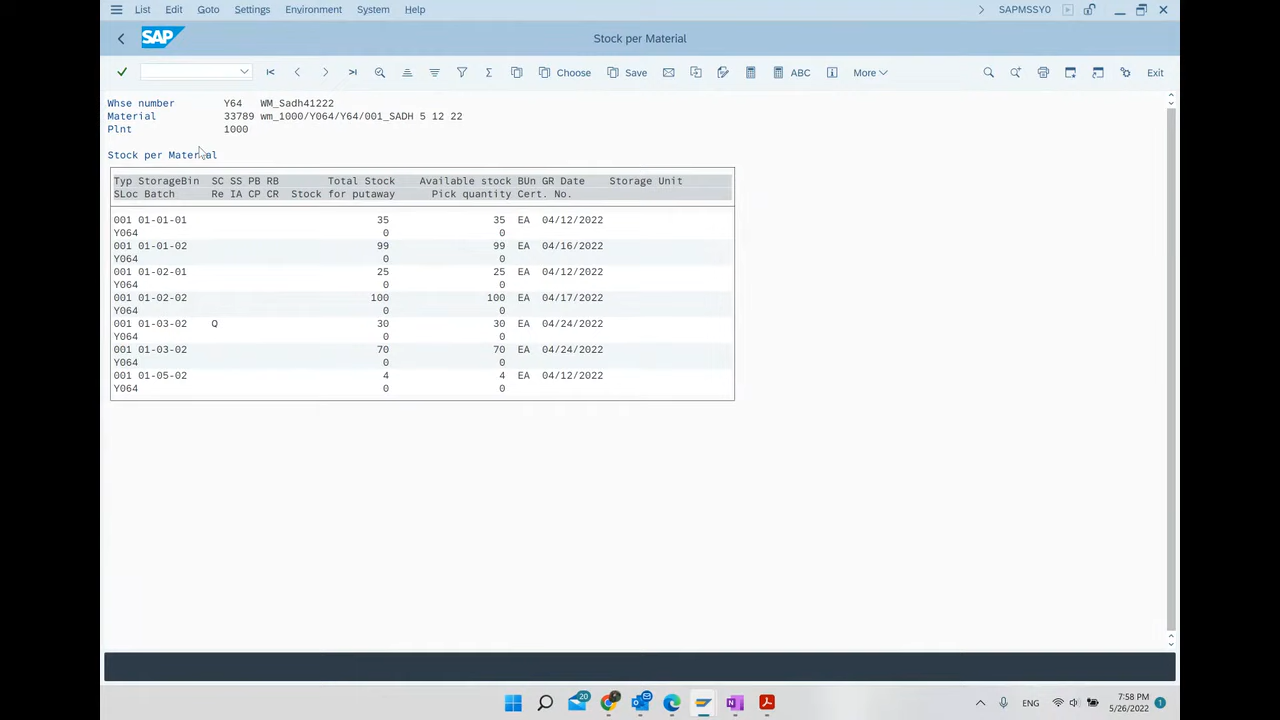 List Edit Goto Settings Environment System Help SAPMSSY0
SAP Stock per Material
Choose Save ABC More Exit
Whse number Y64 WM_Sadh41222
Material 33789 wm_1000/Y064/Y64/001_SADH 5 12 22
Plnt 1000
Stock per Material
Typ StorageBin SC SS PB RB Total Stock Available stock BUn GR Date Storage Unit
SLoc Batch Re IA CP CR Stock for putaway Pick quantity Cert. No.
001 01-01-01 35 35 EA 04/12/2022
Y064 0 0
001 01-01-02 99 99 EA 04/16/2022
Y064 0 0
001 01-02-01 25 25 EA 04/12/2022
Y064 0 0
001 01-02-02 100 100 EA 04/17/2022
Y064 0 0
001 01-03-02 Q 30 30 EA 04/24/2022
Y064 0 0
001 01-03-02 70 70 EA 04/24/2022
Y064 0 0
001 01-05-02 4 4 EA 04/12/2022
Y064 0 0
20 ENG 7:58 PM 1
5/26/2022